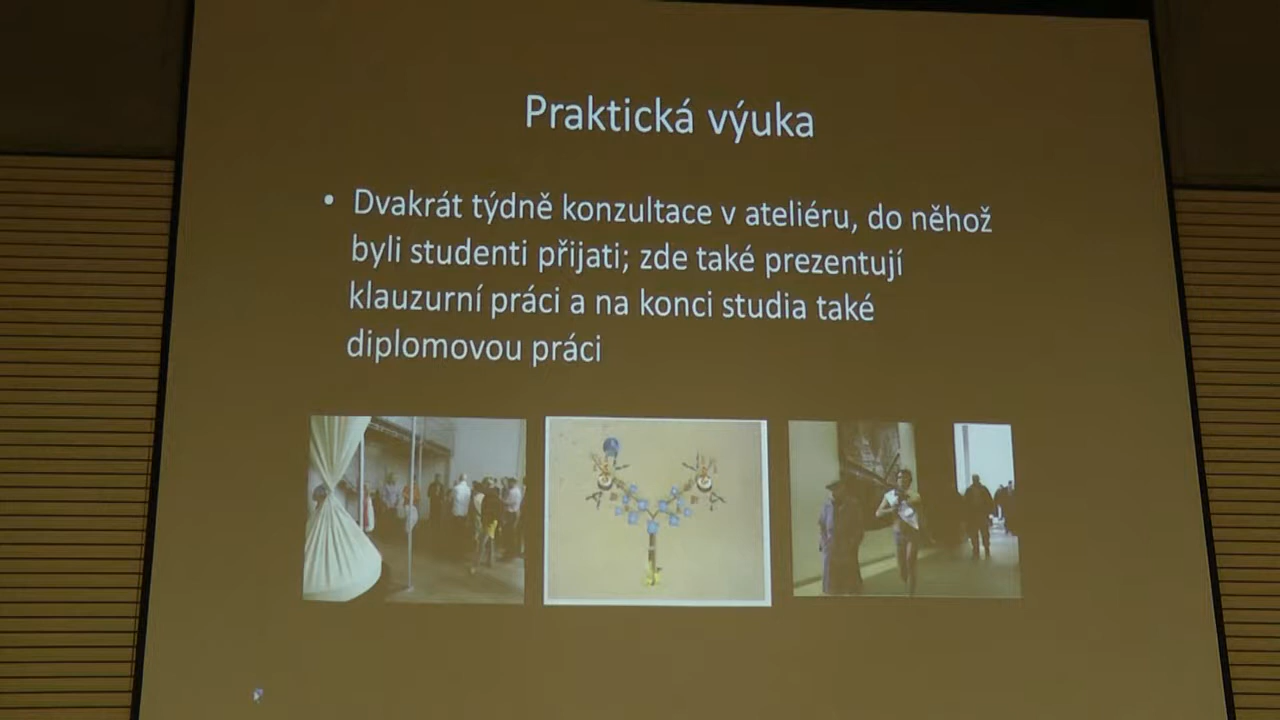 Praktická výuka
• Dvakrát týdně konzultace v ateliéru, do něhož
byli studenti přijati; zde také prezentují
klauzurní práci a na konci studia také
diplomovou práci